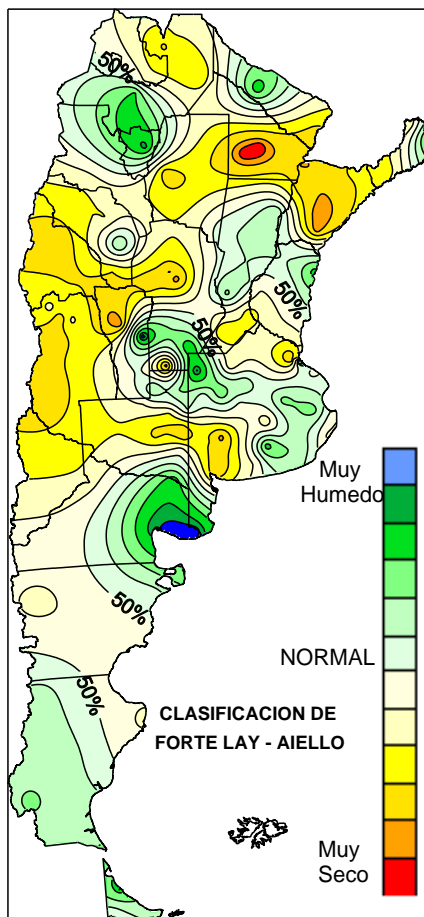 50%
50%
50%
50%
50%
Muy
Humedo
NORMAL
CLASIFICACION DE
FORTE LAY - AIELLO
Muy
Seco